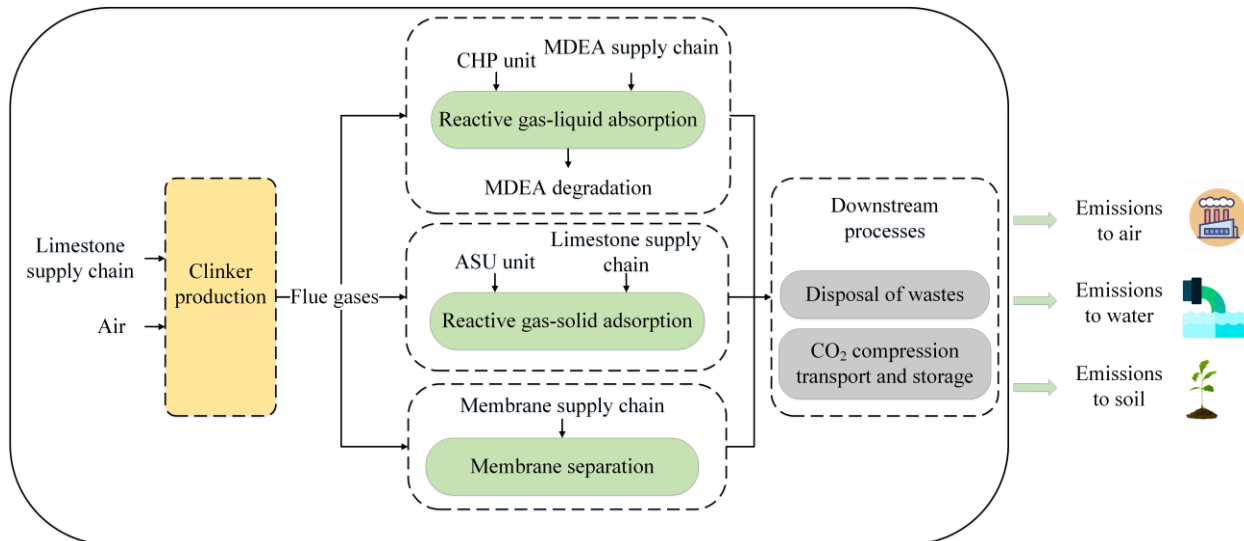 Limestone
supply chain
Air
Clinker
production
Flue gases
CHP unit
MDEA supply chain
Reactive gas-liquid absorption
MDEA degradation
ASU unit
Limestone supply
chain
Reactive gas-solid adsorption
Membrane supply chain
Membrane separation
Downstream
processes
Disposal of wastes
CO₂ compression
transport and storage
Emissions
to air
Emissions
to water
Emissions
to soil